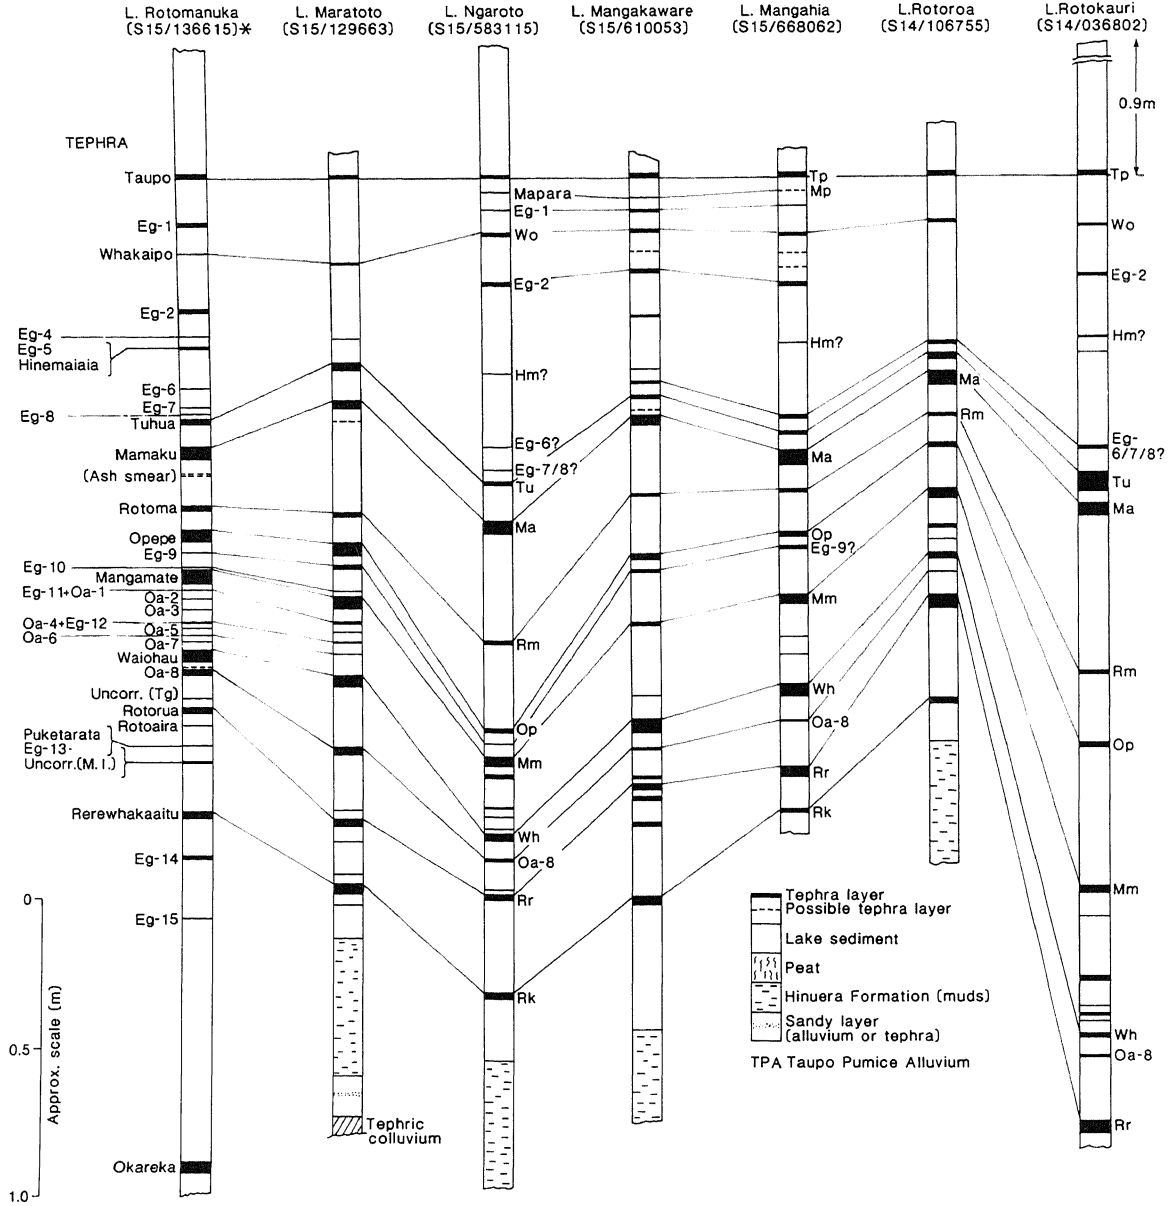 L. Rotomanuka
(S15/136615)*
L. Maratoto
(S15/129663)
L. Ngaroto
(S15/583115)
L. Mangakaware
(S15/610053)
L. Mangahia
(S15/668062)
L.Rotoroa
(S14/106755)
L.Rotokauri
(S14/036802)
0.9m
TEPHRA
Taupo
Eg-1
Whakaipo
Eg-2
Eg-4
Eg-5
Hinemaiaia
Eg-6
Eg-7
Eg-8
Tuhua
Mamaku
(Ash smear)
Rotoma
Opepe
Eg-9
Eg-10
Mangamate
Eg-11+Oa-1
Oa-2
Oa-3
Oa-4+Eg-12
Oa-5
Oa-6
Oa-7
Waiohau
Oa-8
Uncorr. (Tg)
Rotorua
Rotoaira
Puketarata
Eg-13-
Uncorr.(M.I.)
Rerewhakaaitu
Eg-14
Eg-15
Okareka
0
0.5
1.0
Approx. scale (m)
Tephric
colluvium
Mapara
Eg-1
Wo
Eg-2
Hm?
Eg-6?
Eg-7/8?
Tu
Ma
Rm
Op
Mm
Wh
Oa-8
Rr
Rk
Tp
Mp
Hm?
Ma
Op
Eg-9?
Mm
Wh
Oa-8
Rr
Rk
Ma
Rm
Tp
Wo
Eg-2
Hm?
Eg-
6/7/8?
Tu
Ma
Rm
Op
Mm
Wh
Oa-8
Rr
Tephra layer
Possible tephra layer
Lake sediment
Peat
Hinuera Formation (muds)
Sandy layer
(alluvium or tephra)
TPA Taupo Pumice Alluvium